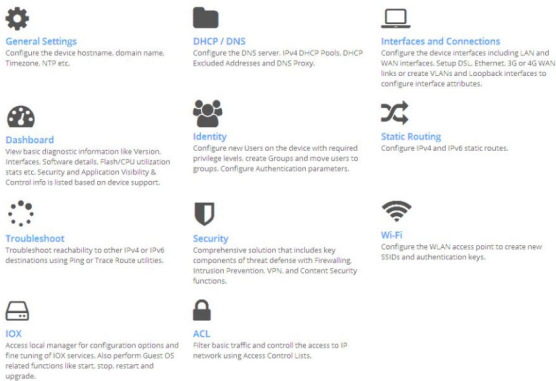 General Settings
Configure the device hostname, domain name,
Timezone, NTP etc.
DHCP / DNS
Configure the DNS server, IPv4 DHCP Pools, DHCP
Excluded Addresses and DNS Proxy.
Interfaces and Connections
Configure the device interfaces including LAN and
WAN interfaces. Setup DSL, Ethernet, 3G or 4G WAN
links or create VLANs and Loopback interfaces to
configure interface attributes.
Dashboard
View basic diagnostic information like Version,
Interfaces, Software details, Flash/CPU utilization
stats etc. Security and Application Visibility &
Control info is listed based on device support.
Identity
Configure new Users on the device with required
privilege levels, create Groups and move users to
groups. Configure Authentication parameters.
Static Routing
Configure IPv4 and IPv6 static routes.
Troubleshoot
Troubleshoot reachability to other IPv4 or IPv6
destinations using Ping or Trace Route utilities.
Security
Comprehensive solution that includes key
components of threat defense with Firewalling,
Intrusion Prevention, VPN, and Content Security
functions.
Wi-Fi
Configure the WLAN access point to create new
SSIDs and authentication keys.
IOX
Access local manager for configuration options and
fine tuning of IOX services. Also perform Guest OS
related functions like start, stop, restart and
upgrade.
ACL
Filter basic traffic and controll the access to IP
network using Access Control Lists.